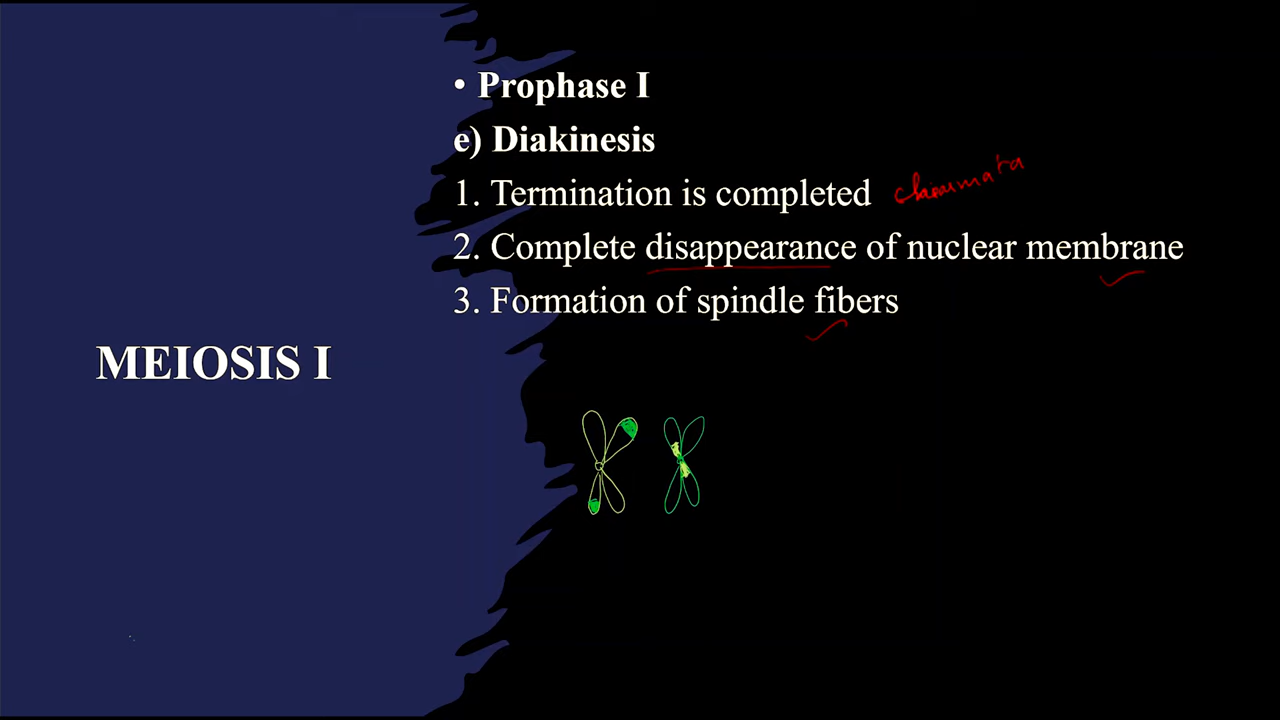 • Prophase I
e) Diakinesis
1. Termination is completed
2. Complete disappearance of nuclear membrane
3. Formation of spindle fibers
MEIOSIS I